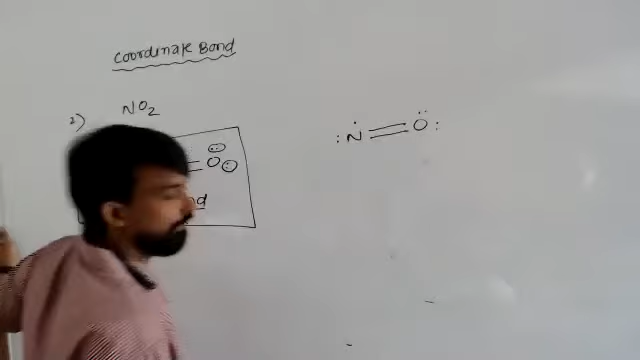 Coordinate Bond
2) NO2
:Ṅ = Ö:
= Ö: